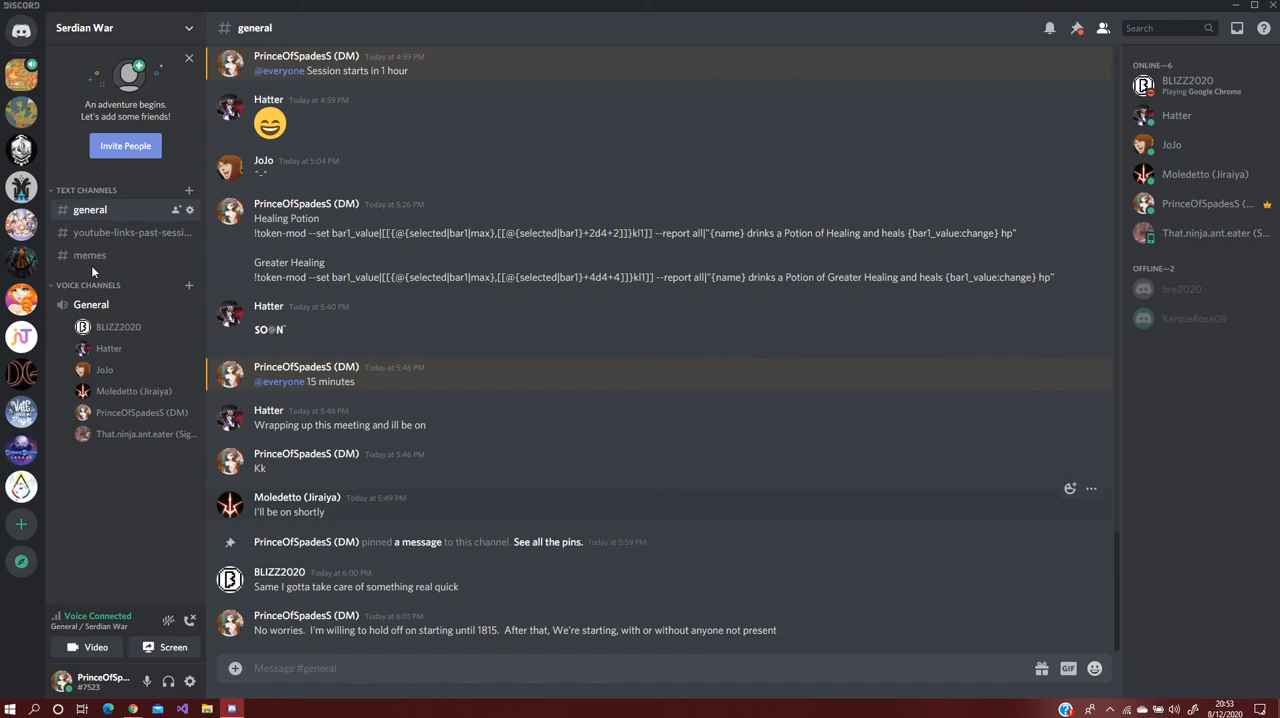 DISCORD
Serdian War
An adventure begins.
Let's add some friends!
Invite People
TEXT CHANNELS
general
youtube-links-past-sessi...
memes
VOICE CHANNELS
General
BLIZZ2020
Hatter
JoJo
Moledetto (Jiraiya)
PrinceOfSpadesS (DM)
That.ninja.ant.eater (Sig...
Voice Connected
General / Serdian War
Video
Screen
PrinceOfSp...
#7523
# general
Search
PrinceOfSpadesS (DM) Today at 4:59 PM
@everyone Session starts in 1 hour
Hatter Today at 4:59 PM
JoJo Today at 5:04 PM
^-^
PrinceOfSpadesS (DM) Today at 5:26 PM
Healing Potion
!token-mod --set bar1_value|[[{@{selected|bar1|max},[[@{selected|bar1}+2d4+2]]}kl1]] --report all|"{name} drinks a Potion of Healing and heals {bar1_value:change} hp"
Greater Healing
!token-mod --set bar1_value|[[{@{selected|bar1|max},[[@{selected|bar1}+4d4+4]]}kl1]] --report all|"{name} drinks a Potion of Greater Healing and heals {bar1_value:change} hp"
Hatter Today at 5:40 PM
SOON
PrinceOfSpadesS (DM) Today at 5:46 PM
@everyone 15 minutes
Hatter Today at 5:46 PM
Wrapping up this meeting and ill be on
PrinceOfSpadesS (DM) Today at 5:46 PM
Kk
Moledetto (Jiraiya) Today at 5:49 PM
I'll be on shortly
PrinceOfSpadesS (DM) pinned a message to this channel. See all the pins. Today at 5:59 PM
BLIZZ2020 Today at 6:00 PM
Same I gotta take care of something real quick
PrinceOfSpadesS (DM) Today at 6:01 PM
No worries. I'm willing to hold off on starting until 1815. After that, We're starting, with or without anyone not present
Message #general
GIF
ONLINE—6
BLIZZ2020
Playing Google Chrome
Hatter
JoJo
Moledetto (Jiraiya)
PrinceOfSpadesS (...
That.ninja.ant.eater (S...
OFFLINE—2
bre2020
KenzieRose09
20:53
8/12/2020